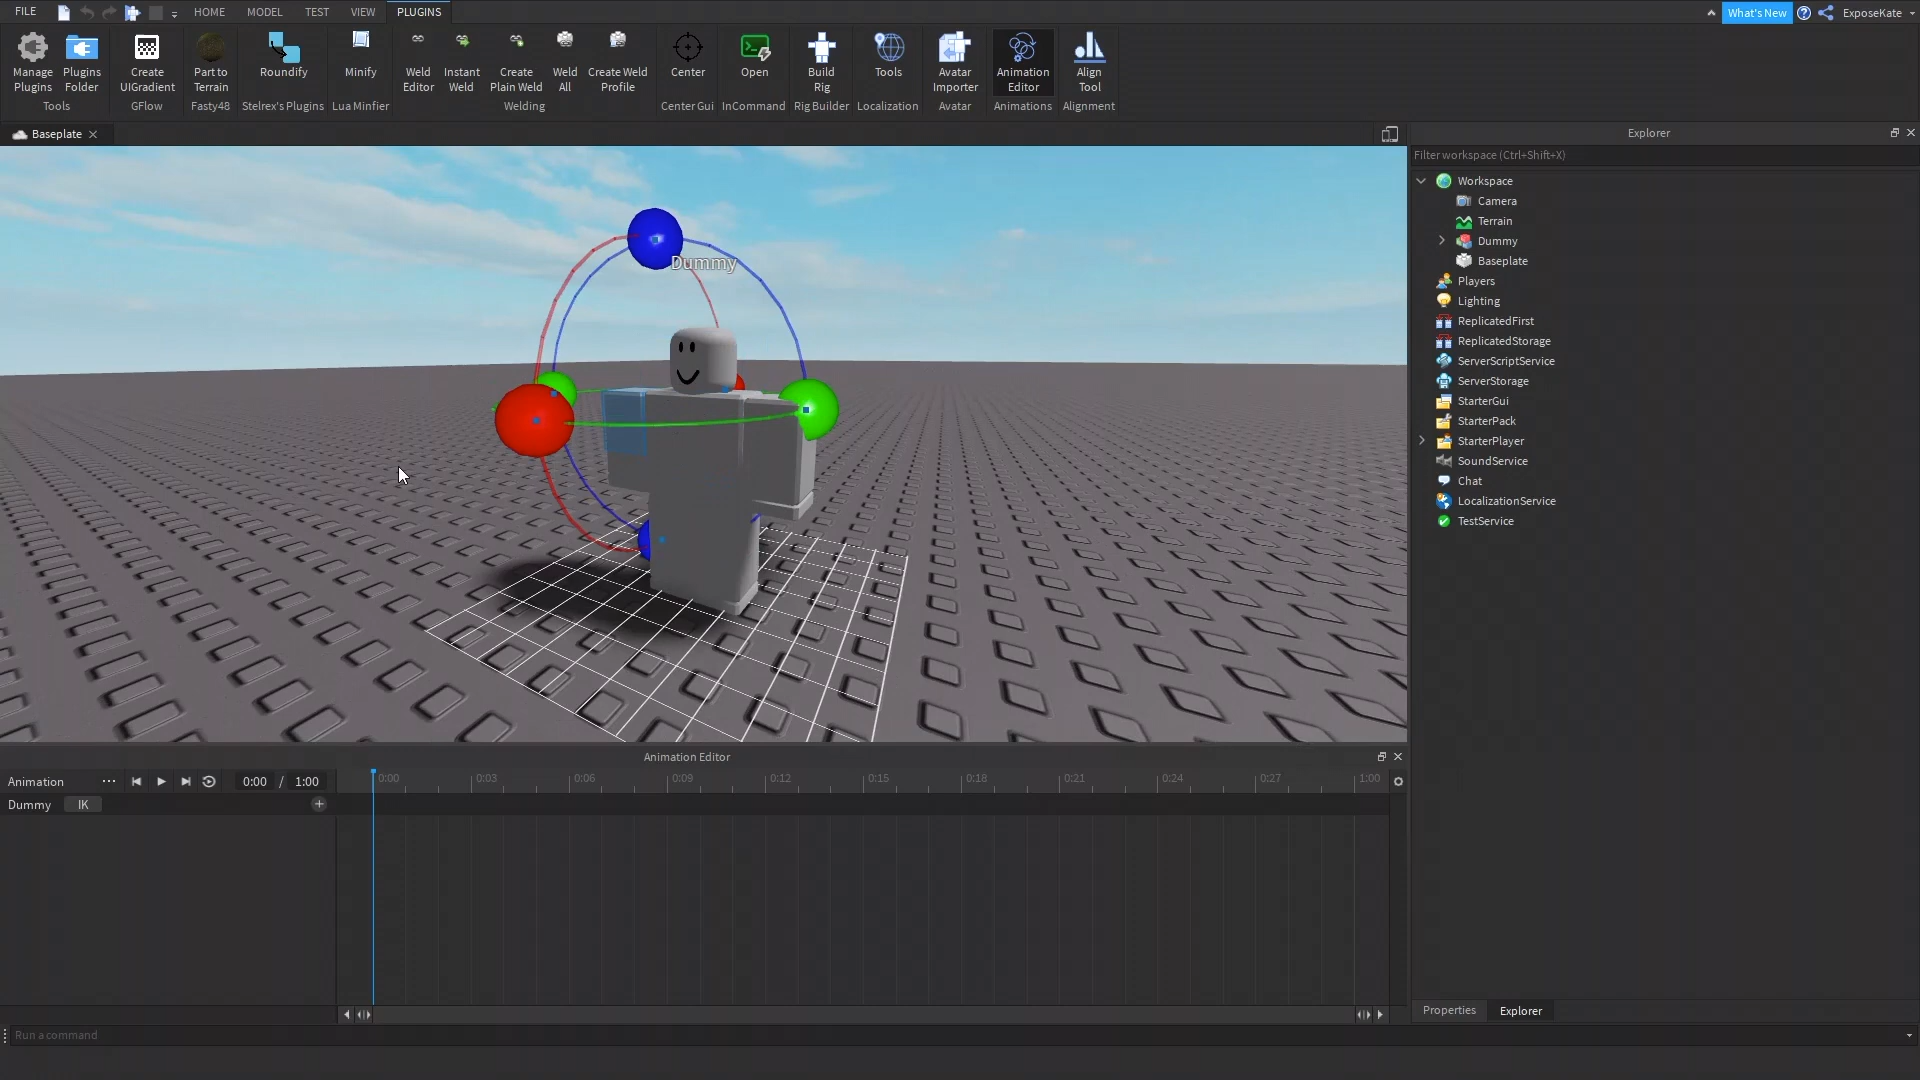 FILE HOME MODEL TEST VIEW PLUGINS What's New ExposeKate
Manage Plugins Create Part to Roundify Minify Weld Instant Create Weld Create Weld Center Open Build Tools Avatar Animation Align
Plugins Folder UIGradient Terrain Editor Weld Plain Weld All Profile Rig Importer Editor Tool
Tools GFlow Fasty48 Stelrex's Plugins Lua Minfier Welding Center Gui InCommand Rig Builder Localization Avatar Animations Alignment
Baseplate
Explorer
Filter workspace (Ctrl+Shift+X)
Workspace
Camera
Terrain
Dummy
Baseplate
Players
Lighting
ReplicatedFirst
ReplicatedStorage
ServerScriptService
ServerStorage
StarterGui
StarterPack
StarterPlayer
SoundService
Chat
LocalizationService
TestService
Dummy
Animation Editor
Animation 0:00 / 1:00 0:00 0:03 0:06 0:09 0:12 0:15 0:18 0:21 0:24 0:27 1:00
Dummy IK
Properties Explorer
Run a command